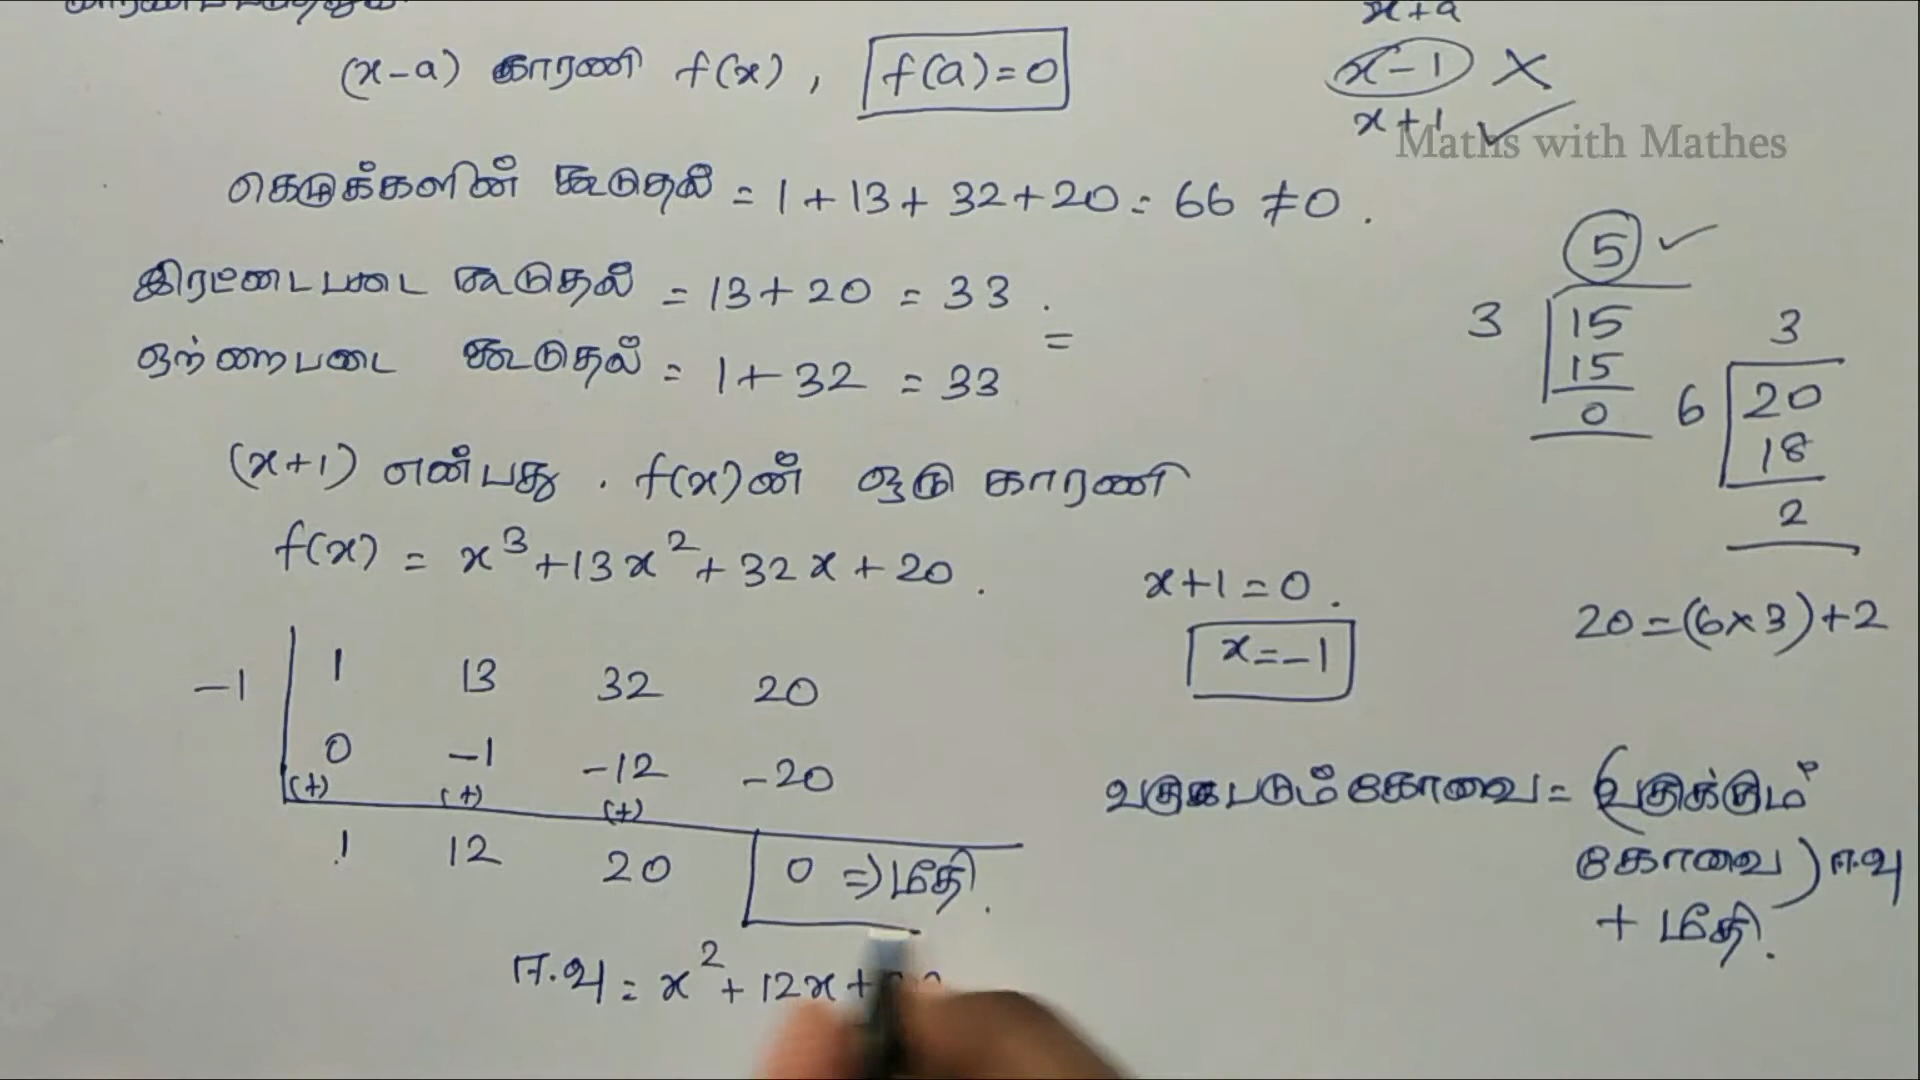 x+a
(x-a) காரணி f(x), f(a)=0
x-1 ×
x+1 ✓
Maths with Mathes
கெழுக்களின் கூடுதல் = 1+13+32+20 = 66 ≠0.
இரட்டைபடை கூடுதல் = 13+20 = 33.
=
ஒற்றைபடை கூடுதல் = 1+32 = 33
(x+1) என்பது . f(x)ன் ஒரு காரணி
f(x) = x³+13x²+32x+20.
-1 1 13 32 20
0 -1 -12 -20
(+) (+) (+)
1 12 20 0 ⇒மீதி.
ஈ.வு = x²+12x+
5 ✓
3 15
15
0
3
6 20
18
2
20=(6×3)+2
x+1=0.
x=-1
வகுக்கபடும்கோவை=(வகுக்கும்
கோவை)ஈ.வு
+ மீதி.